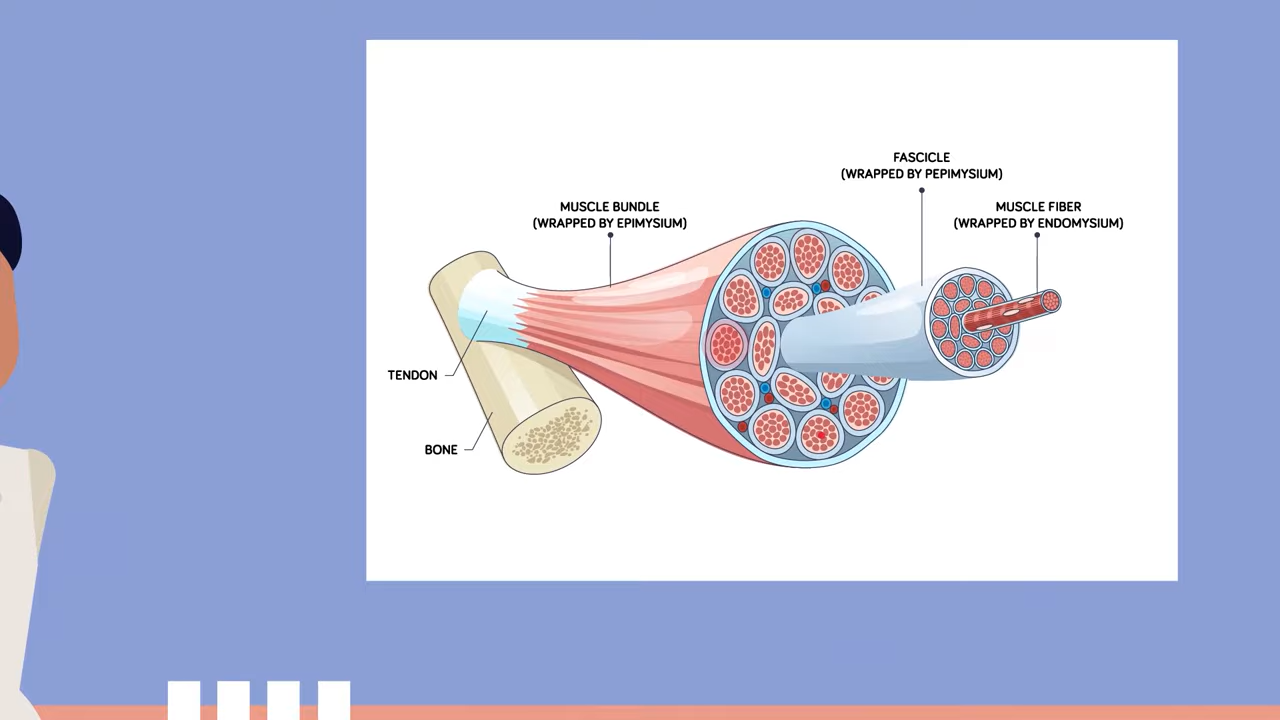 FASCICLE
(WRAPPED BY PEPIMYSIUM)
MUSCLE BUNDLE
(WRAPPED BY EPIMYSIUM)
MUSCLE FIBER
(WRAPPED BY ENDOMYSIUM)
TENDON
BONE